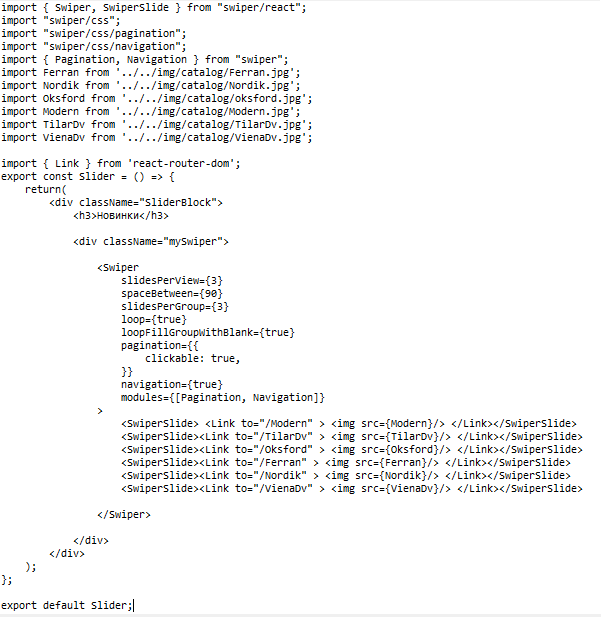 import { Swiper, SwiperSlide } from "swiper/react";
import "swiper/css";
import "swiper/css/pagination";
import "swiper/css/navigation";
import { Pagination, Navigation } from "swiper";
import Ferran from '../../img/catalog/Ferran.jpg';
import Nordik from '../../img/catalog/Nordik.jpg';
import Oksford from '../../img/catalog/oksford.jpg';
import Modern from '../../img/catalog/Modern.jpg';
import TilarDv from '../../img/catalog/TilarDv.jpg';
import VienaDv from '../../img/catalog/VienaDv.jpg';

import { Link } from 'react-router-dom';
export const Slider = () => {
    return(
        <div className="SliderBlock">
            <h3>Новинки</h3>

            <div className="mySwiper">

                <Swiper
                    slidesPerView={3}
                    spaceBetween={90}
                    slidesPerGroup={3}
                    loop={true}
                    loopFillGroupWithBlank={true}
                    pagination={{
                        clickable: true,
                    }}
                    navigation={true}
                    modules={[Pagination, Navigation]}
                >
                    <SwiperSlide> <Link to="/Modern" > <img src={Modern}/> </Link></SwiperSlide>
                    <SwiperSlide><Link to="/TilarDv" > <img src={TilarDv}/> </Link></SwiperSlide>
                    <SwiperSlide><Link to="/Oksford" > <img src={Oksford}/> </Link></SwiperSlide>
                    <SwiperSlide><Link to="/Ferran" > <img src={Ferran}/> </Link></SwiperSlide>
                    <SwiperSlide><Link to="/Nordik" > <img src={Nordik}/> </Link></SwiperSlide>
                    <SwiperSlide><Link to="/VienaDv" > <img src={VienaDv}/> </Link></SwiperSlide>

                </Swiper>

            </div>
        </div>
    );
};

export default Slider;